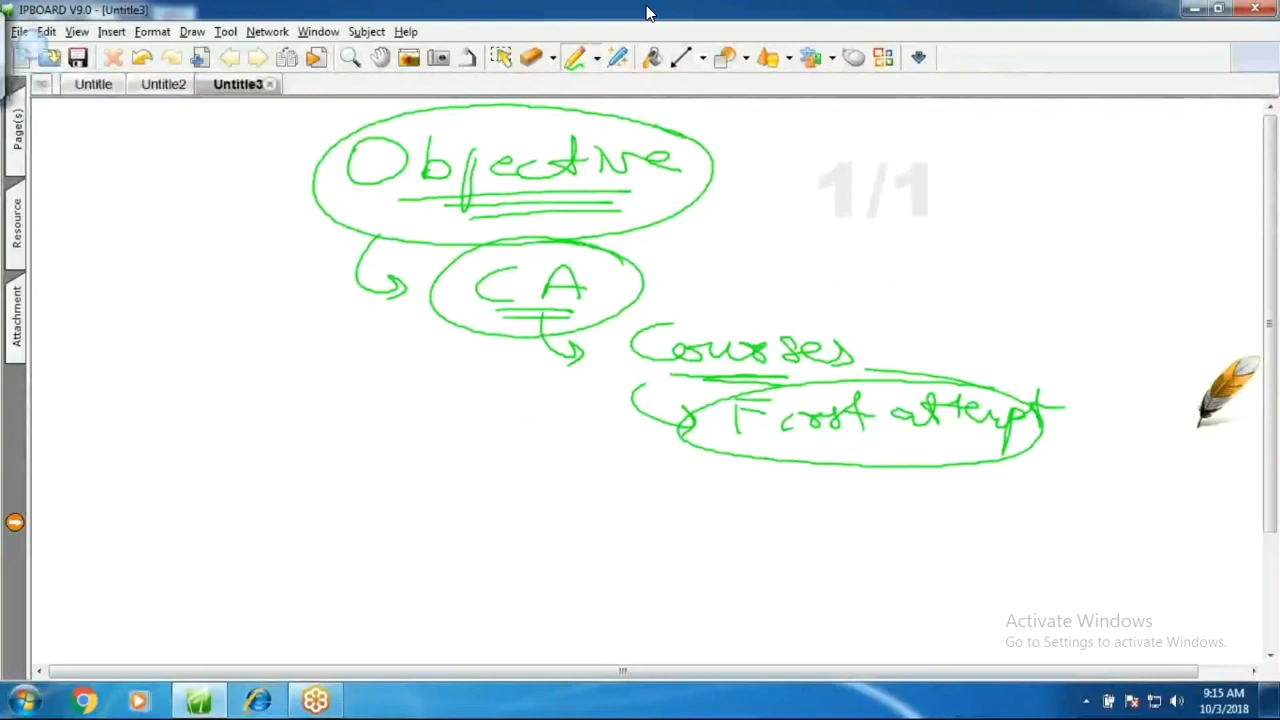 IPBOARD V9.0 - [Untitle3]
File Edit View Insert Format Draw Tool Network Window Subject Help
Untitle Untitle2 Untitle3
Page(s)
Resource
Attachment
1/1
Objective
CA
Courses
First attempt
Activate Windows
Go to Settings to activate Windows.
9:15 AM
10/3/2018